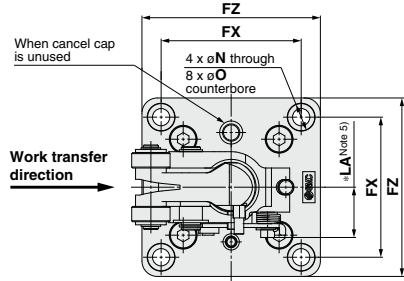 FZ
FX
When cancel cap
is unused
4 x øN through
8 x øO
counterbore
Work transfer
direction
*LA Note 5)
FX
FZ
SMC